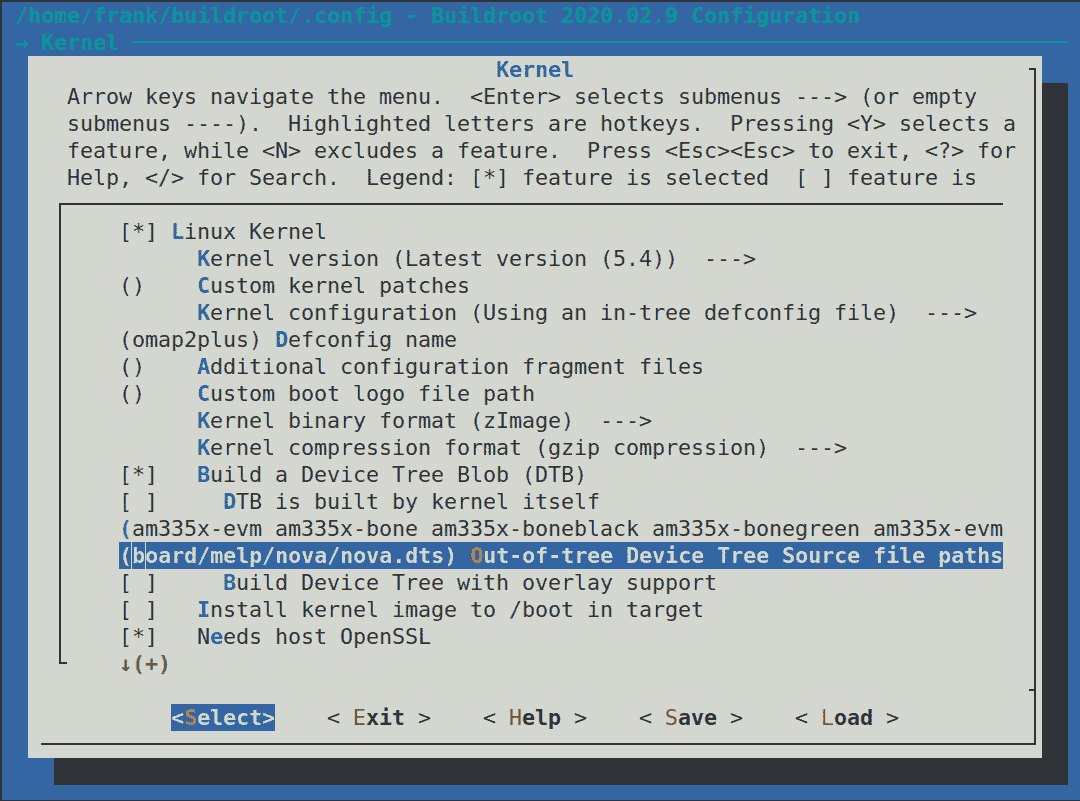 /home/frank/buildroot/.config - Buildroot 2020.02.9 Configuration
→ Kernel
Kernel
Arrow keys navigate the menu.  <Enter> selects submenus ---> (or empty
submenus ----).  Highlighted letters are hotkeys.  Pressing <Y> selects a
feature, while <N> excludes a feature.  Press <Esc><Esc> to exit, <?> for
Help, </> for Search.  Legend: [*] feature is selected  [ ] feature is
[*] Linux Kernel
Kernel version (Latest version (5.4))  --->
()    Custom kernel patches
Kernel configuration (Using an in-tree defconfig file)  --->
(omap2plus) Defconfig name
()    Additional configuration fragment files
()    Custom boot logo file path
Kernel binary format (zImage)  --->
Kernel compression format (gzip compression)  --->
[*]   Build a Device Tree Blob (DTB)
[ ]     DTB is built by kernel itself
(am335x-evm am335x-bone am335x-boneblack am335x-bonegreen am335x-evm
(board/melp/nova/nova.dts) Out-of-tree Device Tree Source file paths
[ ]     Build Device Tree with overlay support
[ ]   Install kernel image to /boot in target
[*]   Needs host OpenSSL
↓(+)
<Select>    < Exit >    < Help >    < Save >    < Load >